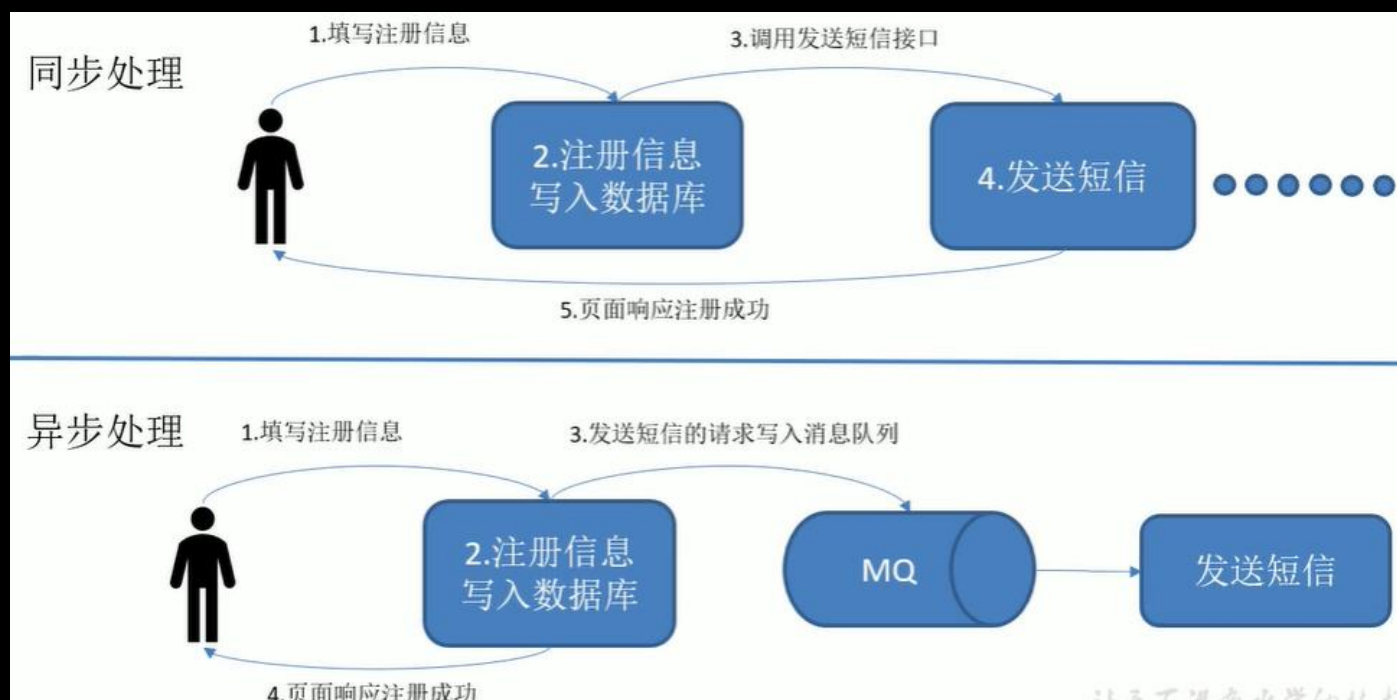 1.填写注册信息
3.调用发送短信接口
同步处理
2.注册信息
写入数据库
4.发送短信
5.页面响应注册成功
异步处理
1.填写注册信息
3.发送短信的请求写入消息队列
2.注册信息
写入数据库
MQ
发送短信
4.页面响应注册成功